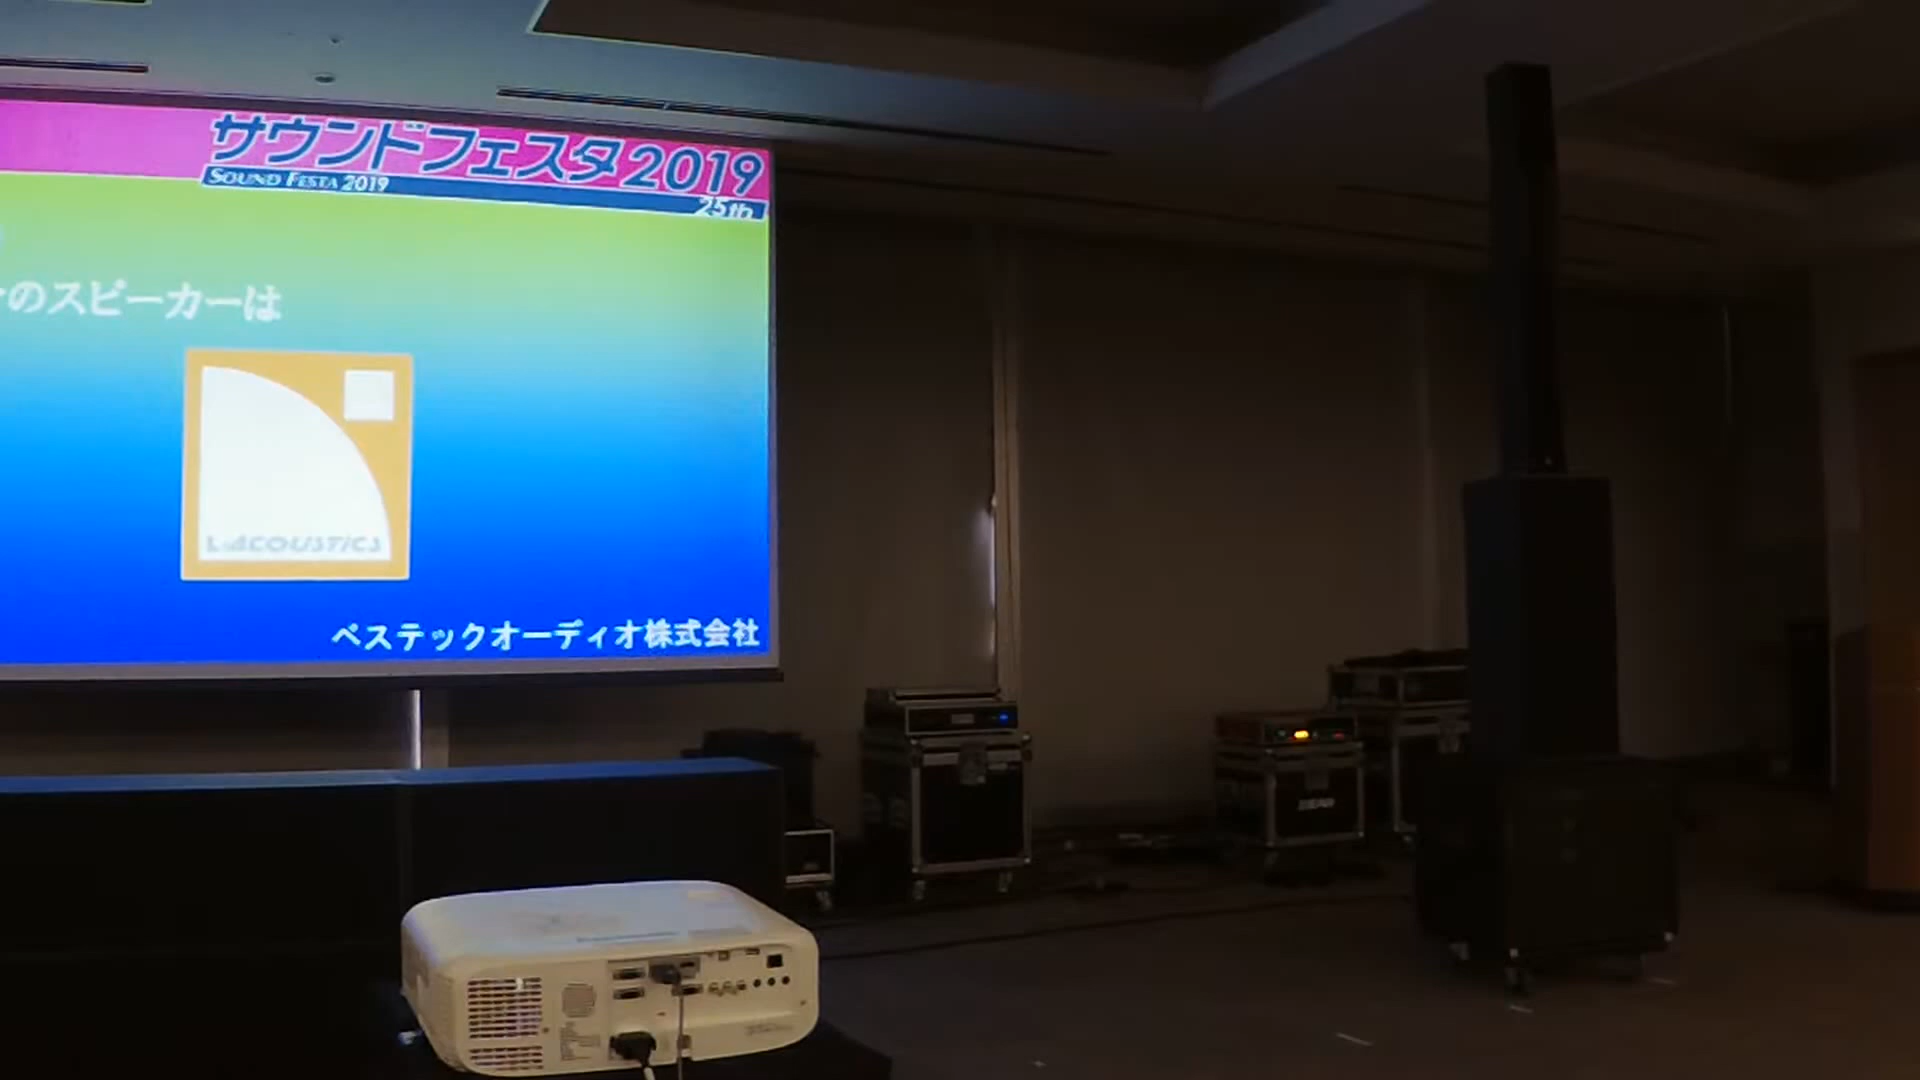 サウンドフェスタ2019
SOUND FESTA 2019
25th
のスピーカーは
L-ACOUSTICS
ベステックオーディオ株式会社